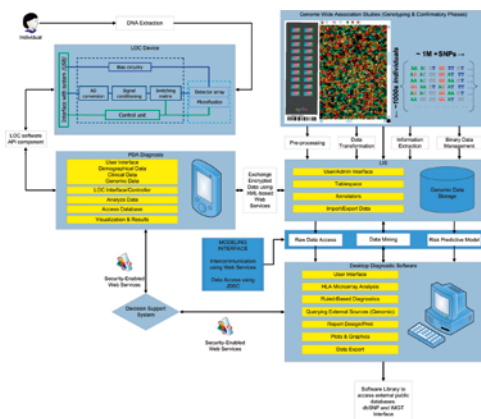 Individual
DNA Extraction
LOC Device
Interface with system (USB)
Bias circuitry
AD
conversion
Signal
conditioning
Switching
matrix
Detector array
Microfluidics
Control unit
LOC software
API component
Genome Wide Association Studies (Genotyping & Confirmatory Phases)
~ 1M +SNPs
~1000s individuals
Pre-processing
Data
Transformation
Information
Extraction
Binary Data
Management
PDA Diagnosis
User Interface
Demographical Data
Clinical Data
Genomic Data
LOC Interface/Controller
Analyze Data
Access Database
Visualization & Results
Exchange
Encrypted
Data using
XML-based
Web
Services
LIS
User/Admin Interface
Tablespace
Annotators
Import/Export Data
Genomic Data
Storage
MODELING
INTERFACE
Intercommunication
using Web Services
Data Access using
JDBC
Raw Data Access
Data Mining
Risk Predictive Model
Security-Enabled
Web Services
Decision Support
System
Security-Enabled
Web Services
Desktop Diagnostic Software
User Interface
HLA Microarray Analysis
Ruled-Based Diagnostics
Querying External Sources (Genomic)
Report Design/Print
Plots & Graphics
Data Export
Software Library to
access external public
databases
dbSNP and IMGT
Interface